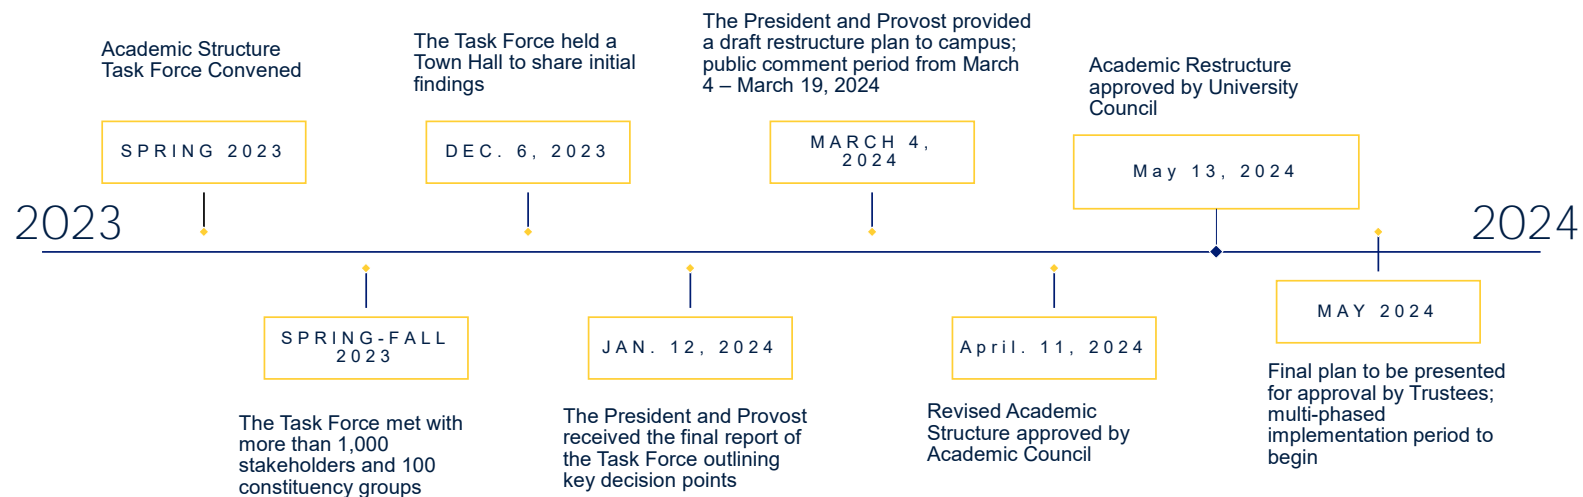 Academic Structure
Task Force Convened
SPRING 2023
The Task Force held a
Town Hall to share initial
findings
DEC. 6, 2023
The President and Provost provided
a draft restructure plan to campus;
public comment period from March
4 – March 19, 2024
MARCH 4,
2024
Academic Restructure
approved by University
Council
May 13, 2024
2023
2024
SPRING-FALL
2023
The Task Force met with
more than 1,000
stakeholders and 100
constituency groups
JAN. 12, 2024
The President and Provost
received the final report of
the Task Force outlining
key decision points
April. 11, 2024
Revised Academic
Structure approved by
Academic Council
MAY 2024
Final plan to be presented
for approval by Trustees;
multi-phased
implementation period to
begin